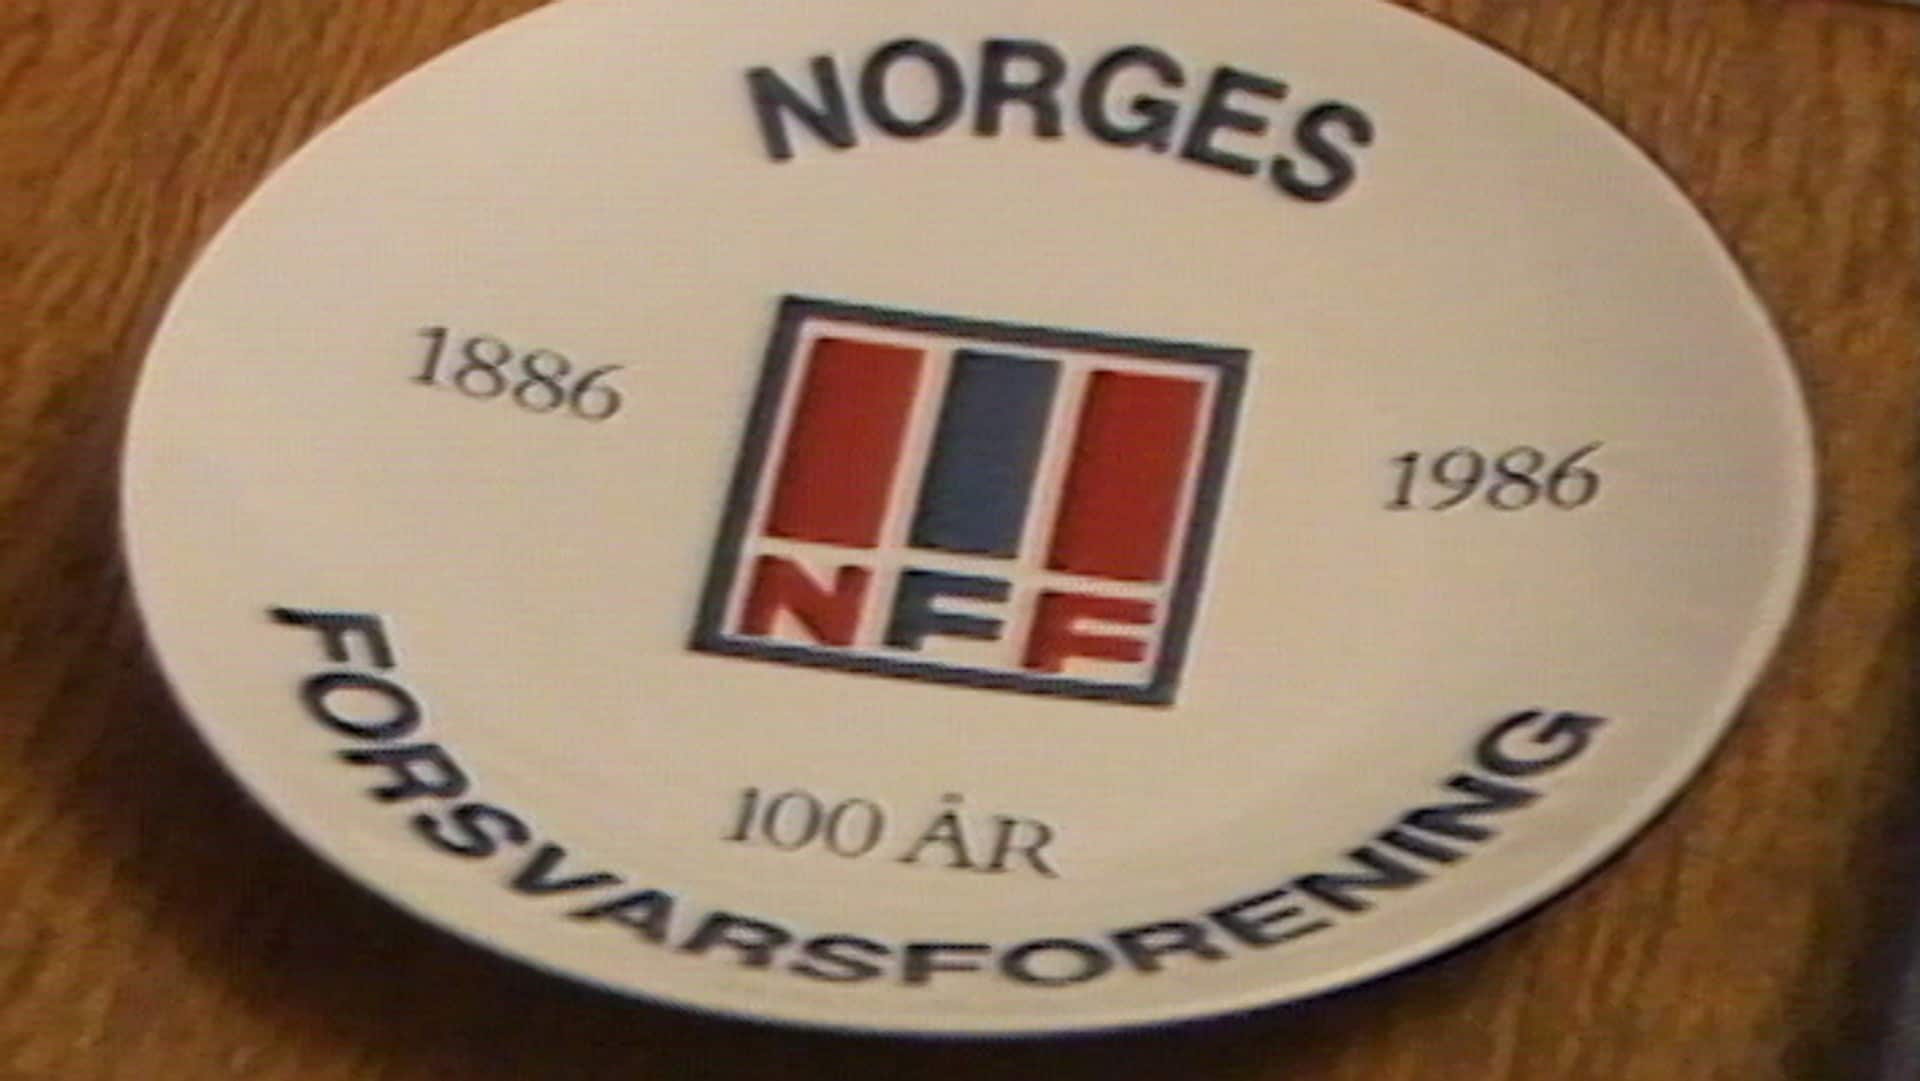 NORGES
1886
1986
NFF
100 ÅR
FORSVARSFORENING